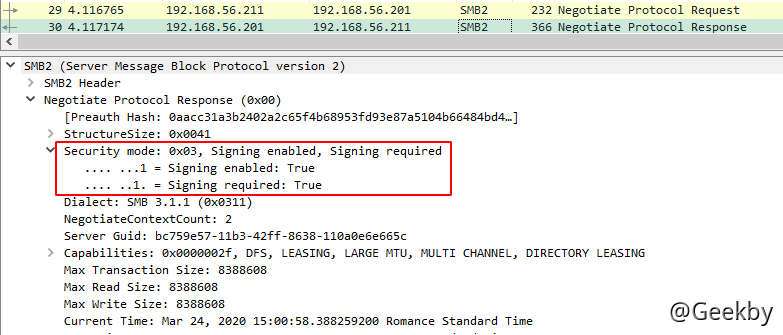 29 4.116765 192.168.56.211 192.168.56.201 SMB2 232 Negotiate Protocol Request
30 4.117174 192.168.56.201 192.168.56.211 SMB2 366 Negotiate Protocol Response
SMB2 (Server Message Block Protocol version 2)
SMB2 Header
Negotiate Protocol Response (0x00)
[Preauth Hash: 0aacc31a3b2402a2c65f4b68953fd93e87a5104b66484bd4…]
StructureSize: 0x0041
Security mode: 0x03, Signing enabled, Signing required
.... ...1 = Signing enabled: True
.... ..1. = Signing required: True
Dialect: SMB 3.1.1 (0x0311)
NegotiateContextCount: 2
Server Guid: bc759e57-11b3-42ff-8638-110a0e6e665c
Capabilities: 0x0000002f, DFS, LEASING, LARGE MTU, MULTI CHANNEL, DIRECTORY LEASING
Max Transaction Size: 8388608
Max Read Size: 8388608
Max Write Size: 8388608
Current Time: Mar 24, 2020 15:00:58.388259200 Romance Standard Time
@Geekby